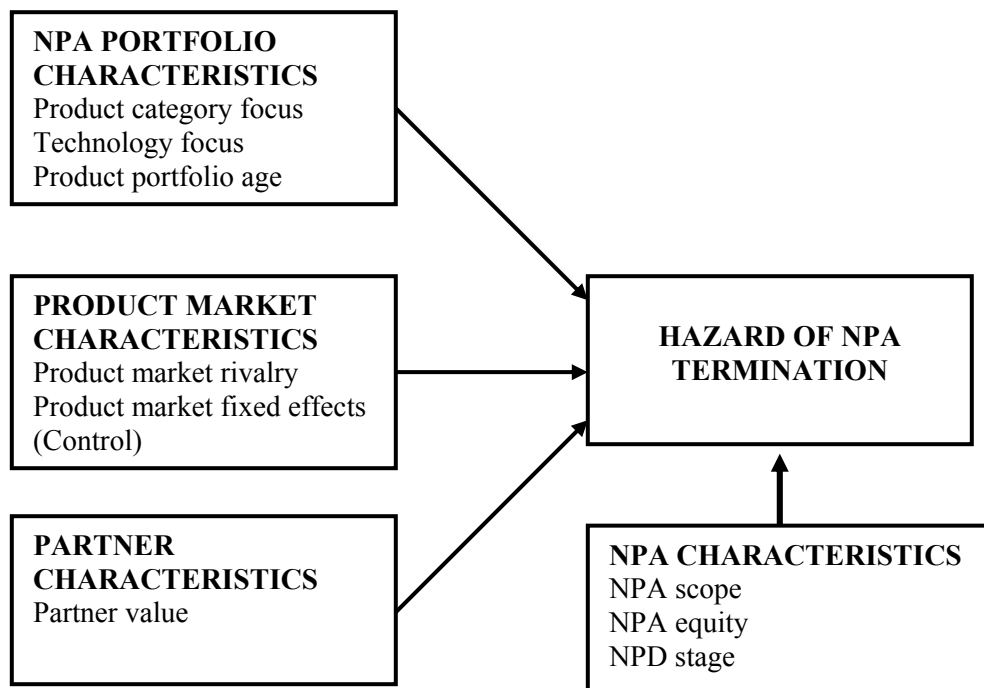 NPA PORTFOLIO
CHARACTERISTICS
Product category focus
Technology focus
Product portfolio age
PRODUCT MARKET
CHARACTERISTICS
Product market rivalry
Product market fixed effects
(Control)
PARTNER
CHARACTERISTICS
Partner value
HAZARD OF NPA
TERMINATION
NPA CHARACTERISTICS
NPA scope
NPA equity
NPD stage